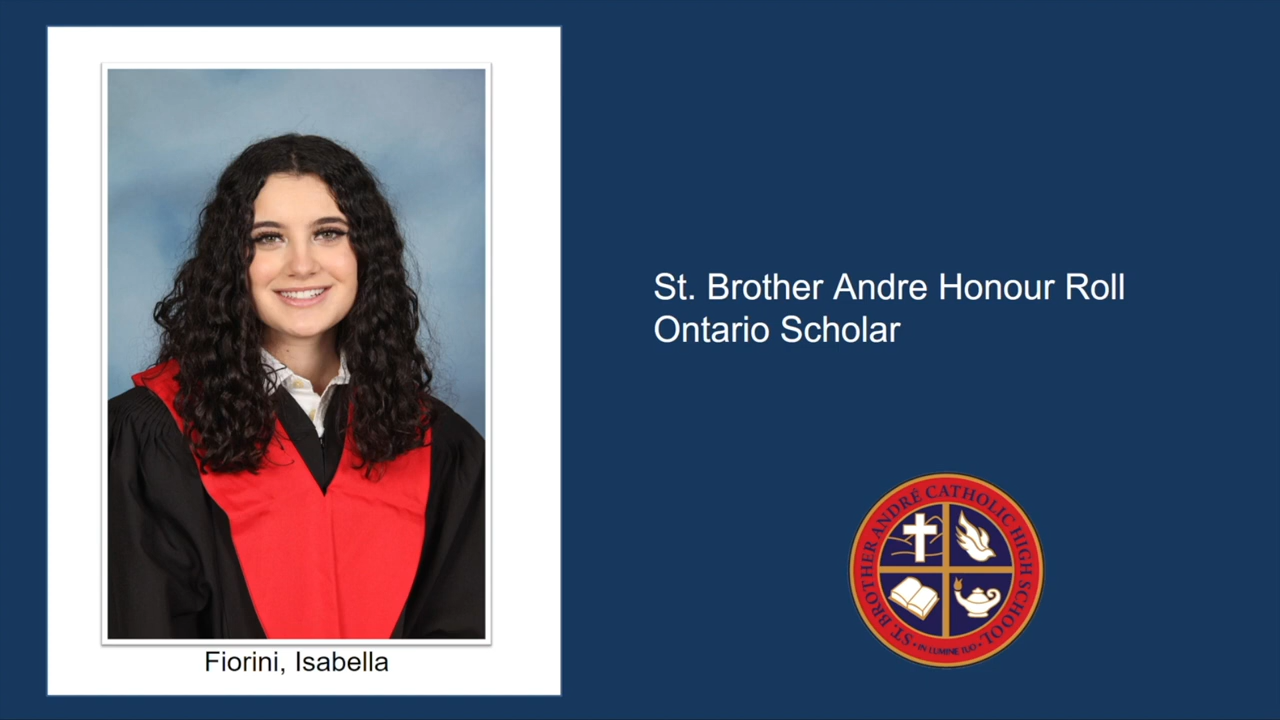 St. Brother Andre Honour Roll
Ontario Scholar
Fiorini, Isabella
ST. BROTHER ANDRÉ CATHOLIC HIGH SCHOOL
• IN LUMINE TUO •